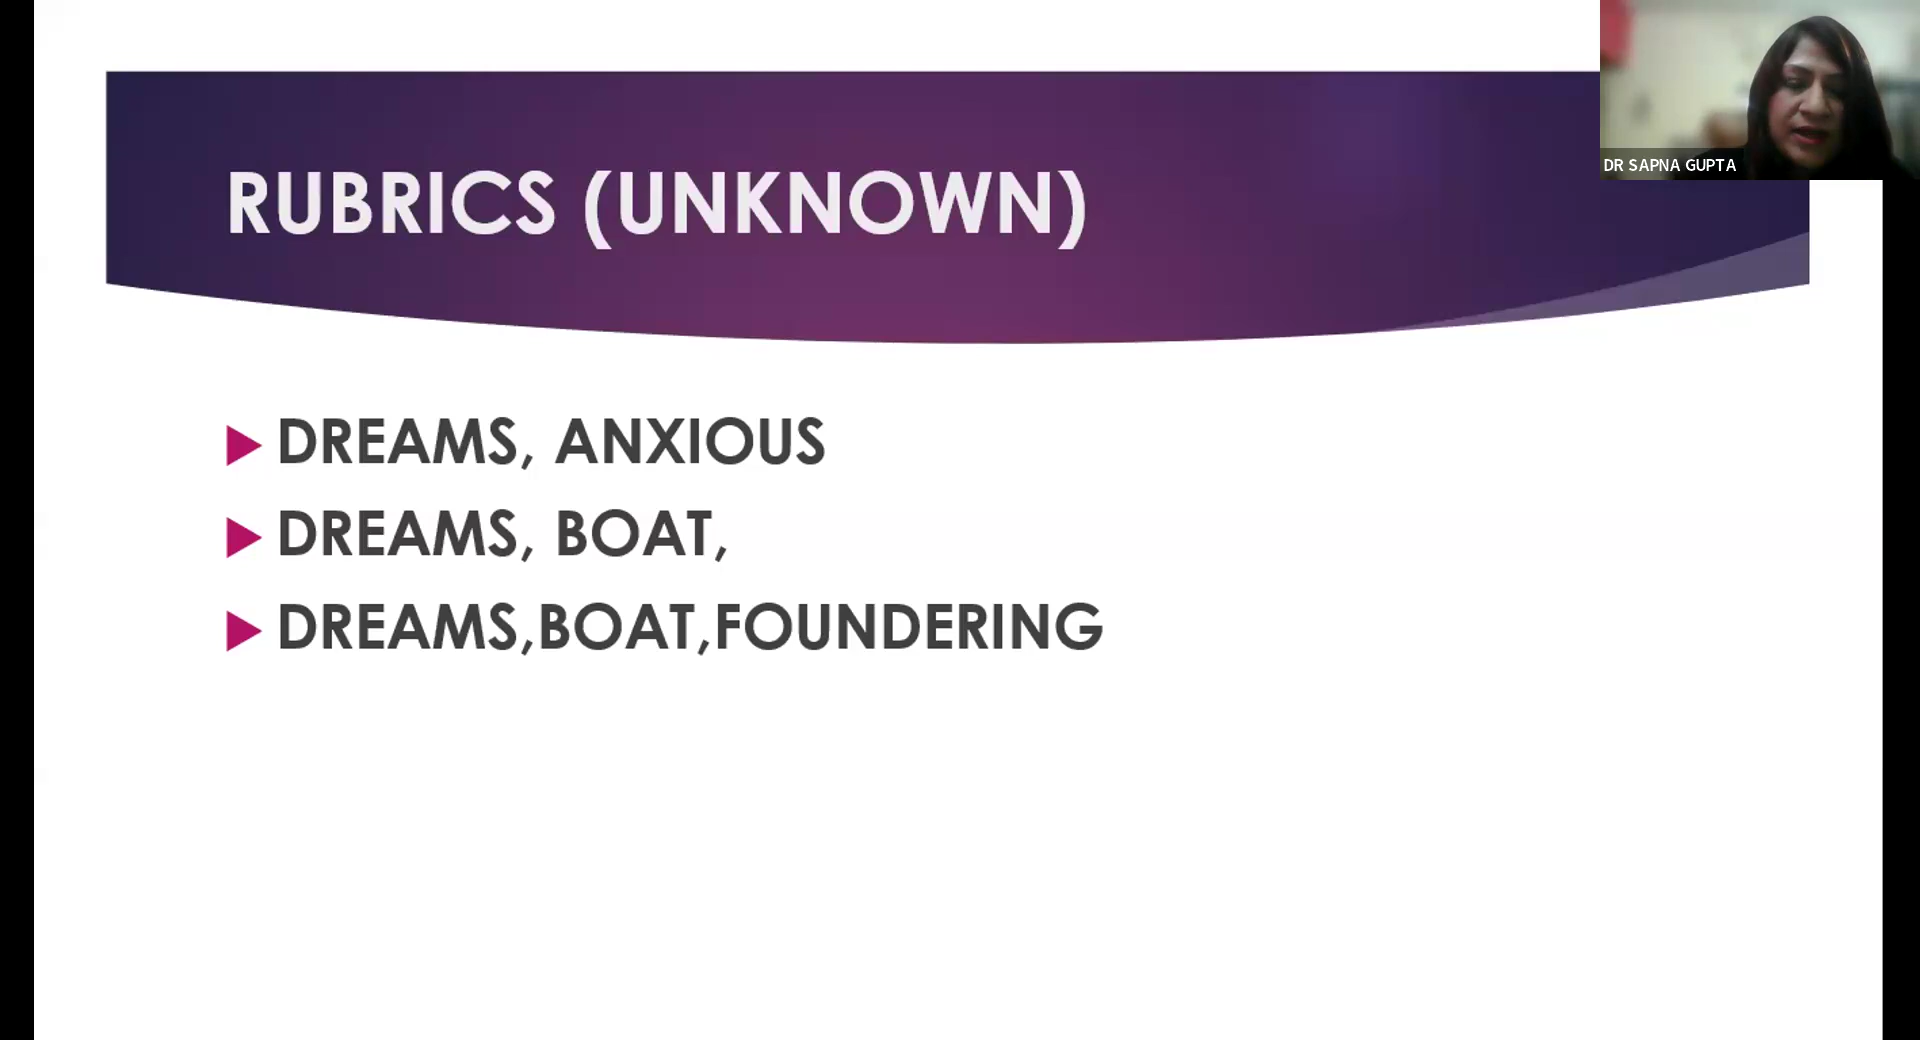 RUBRICS (UNKNOWN)
DR SAPNA GUPTA
DREAMS, ANXIOUS
DREAMS, BOAT,
DREAMS,BOAT,FOUNDERING